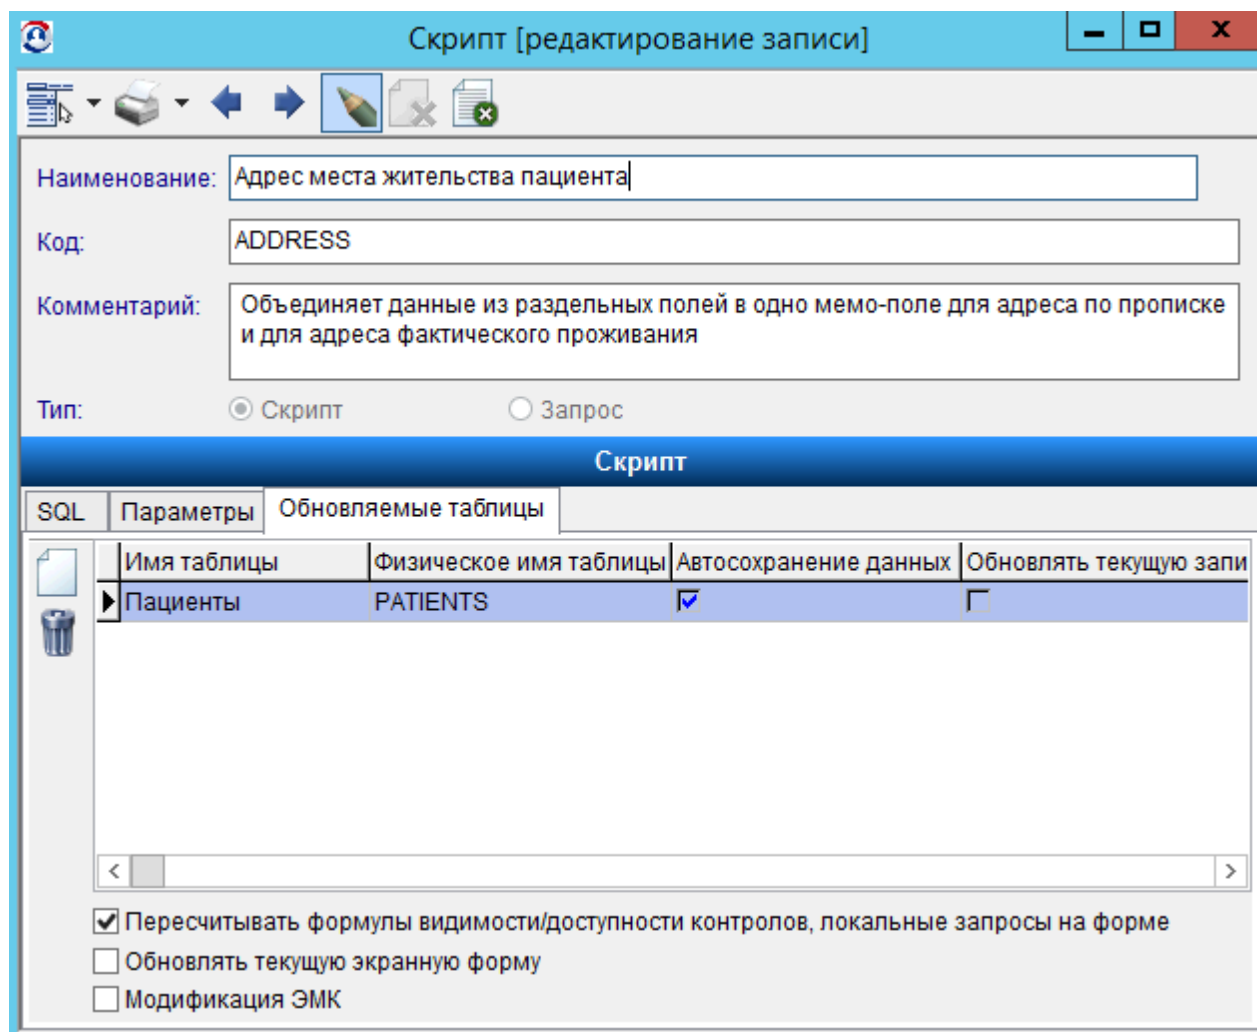 Скрипт [редактирование записи]
Наименование: Адрес места жительства пациента
Код: ADDRESS
Комментарий: Объединяет данные из раздельных полей в одно мемо-поле для адреса по прописке
и для адреса фактического проживания
Тип: Скрипт Запрос
Скрипт
SQL Параметры Обновляемые таблицы
Имя таблицы Физическое имя таблицы Автосохранение данных Обновлять текущую запи
Пациенты PATIENTS
Пересчитывать формулы видимости/доступности контролов, локальные запросы на форме
Обновлять текущую экранную форму
Модификация ЭМК